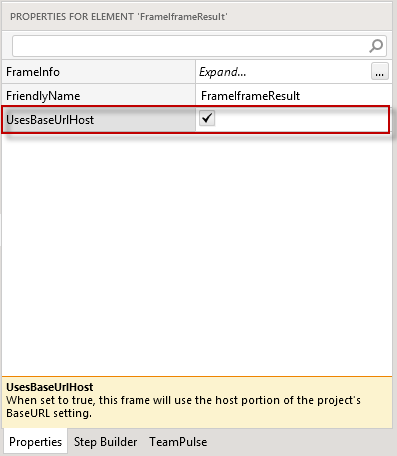 PROPERTIES FOR ELEMENT 'FrameIframeResult'
FrameInfo Expand... ...
FriendlyName FrameIframeResult
UsesBaseUrlHost
UsesBaseUrlHost
When set to true, this frame will use the host portion of the project's
BaseURL setting.
Properties Step Builder TeamPulse